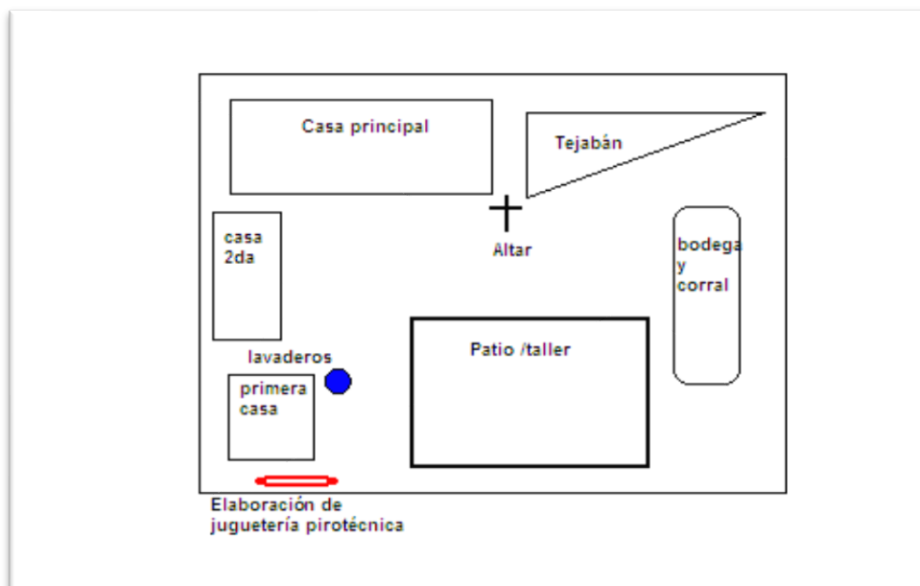 Casa principal
Tejabán
Altar
casa
2da
bodega
y
corral
Patio /taller
lavaderos
primera
casa
Elaboración de
juguetería pirotécnica